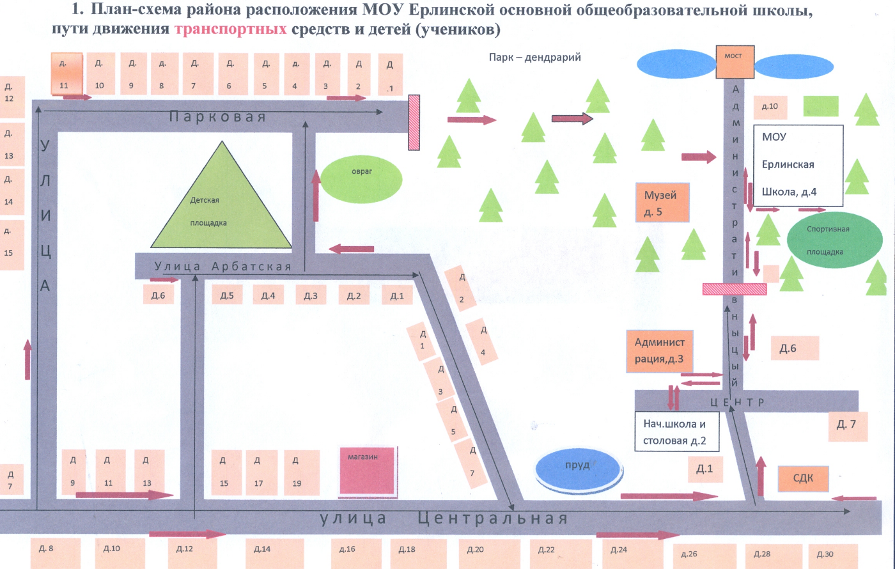 1. План-схема района расположения МОУ Ерлинской основной общеобразовательной школы,
пути движения транспортных средств и детей (учеников)
д. 11
Д. 10
Д. 9
Д. 8
Д. 7
Д. 6
Д. 5
Д. 4
Д. 3
Д 2
Д .1
Парк – дендрарий
мост
Д. 12
Д. 13
Д. 14
Д. 15
Парковая
УЛИЦА
овраг
Детская
площадка
Улица Арбатская
Д.6
Д.5
Д.4
Д.3
Д.2
Д.1
Д 2
Д 4
Д 1
Д 3
Д 5
Д 7
Административный
д.10
МОУ
Ерлинская
Школа, д.4
Музей
д. 5
Спортивная
площадка
Админист
рация,д.3
Д.6
ЦЕНТР
Нач.школа и
столовая д.2
Д. 7
Д.1
СДК
пруд
магазин
Д 7
Д 9
Д 11
Д 13
Д 15
Д 17
Д 19
улица Центральная
Д. 8
Д.10
Д.12
Д.14
д.16
Д.18
Д.20
Д.22
Д.24
д.26
Д.28
Д.30